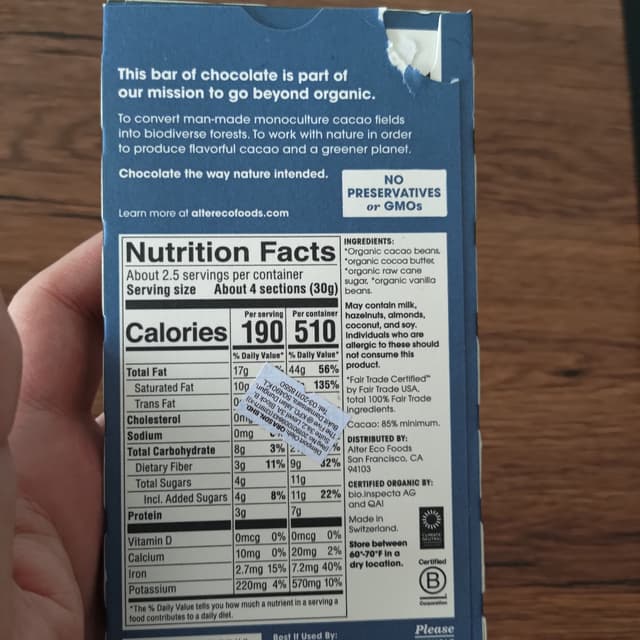 This bar of chocolate is part of
our mission to go beyond organic.
To convert man-made monoculture cacao fields
into biodiverse forests. To work with nature in order
to produce flavorful cacao and a greener planet.
Chocolate the way nature intended.
Learn more at alterecofoods.com
NO
PRESERVATIVES
or GMOs
Nutrition Facts
About 2.5 servings per container
Serving size About 4 sections (30g)
Per serving Per container
Calories 190 510
% Daily Value* % Daily Value*
Total Fat 17g 44g 56%
Saturated Fat 10g 135%
Trans Fat
Cholesterol
Sodium 0mg
Total Carbohydrate 8g 3%
Dietary Fiber 3g 11% 9g 32%
Total Sugars 4g 11g
Incl. Added Sugars 4g 8% 11g 22%
Protein 3g 7g
Vitamin D 0mcg 0% 0mcg 0%
Calcium 10mg 0% 20mg 2%
Iron 2.7mg 15% 7.2mg 40%
Potassium 220mg 4% 570mg 10%
*The % Daily Value tells you how much a nutrient in a serving a
food contributes to a daily diet.
INGREDIENTS:
*Organic cacao beans,
*organic cocoa butter,
*organic raw cane
sugar, *organic vanilla
beans.
May contain milk,
hazelnuts, almonds,
coconut, and soy.
Individuals who are
allergic to these should
not consume this
product.
*Fair Trade Certified™
by Fair Trade USA,
total 100% Fair Trade
ingredients.
Cacao: 85% minimum.
DISTRIBUTED BY:
Alter Eco Foods
San Francisco, CA
94103
CERTIFIED ORGANIC BY:
bio.inspecta AG
and QAI
Made in
Switzerland.
Store between
60°-70°F in a
dry location.
CLIMATE
NEUTRAL
Certified
B
Corporation
Best If Used By:
Please